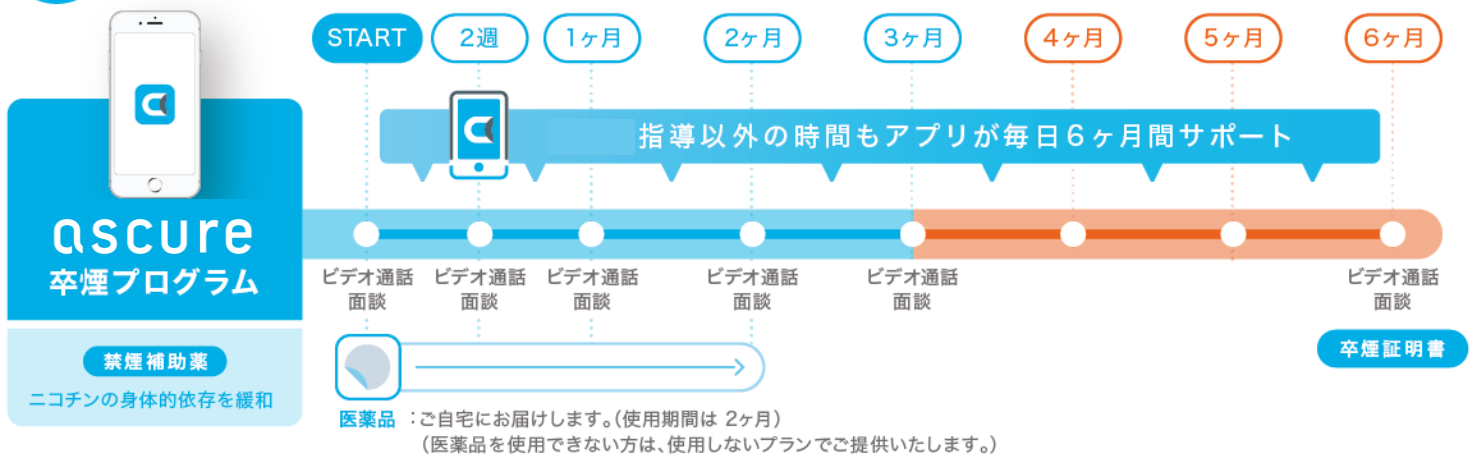 START
2週
1ヶ月
2ヶ月
3ヶ月
4ヶ月
5ヶ月
6ヶ月
指導以外の時間もアプリが毎日6ヶ月間サポート
ascure
卒煙プログラム
ビデオ通話
面談
ビデオ通話
面談
ビデオ通話
面談
ビデオ通話
面談
ビデオ通話
面談
ビデオ通話
面談
卒煙証明書
禁煙補助薬
ニコチンの身体的依存を緩和
医薬品：ご自宅にお届けします。（使用期間は 2ヶ月）
（医薬品を使用できない方は、使用しないプランでご提供いたします。）